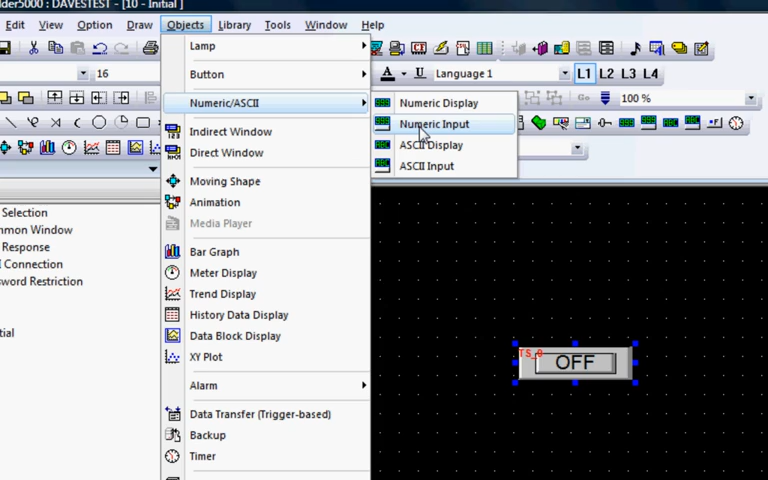 lder5000 : DAVESTEST - [10 - Initial ]
Edit View Option Draw Objects Library Tools Window Help
16
Language 1
L1 L2 L3 L4
100 %
Lamp
Button
Numeric/ASCII
Indirect Window
Direct Window
Moving Shape
Animation
Media Player
Bar Graph
Meter Display
Trend Display
History Data Display
Data Block Display
XY Plot
Alarm
Data Transfer (Trigger-based)
Backup
Timer
Numeric Display
Numeric Input
ASCII Display
ASCII Input
Selection
mmon Window
Response
I Connection
sword Restriction
tial
TS_0
OFF